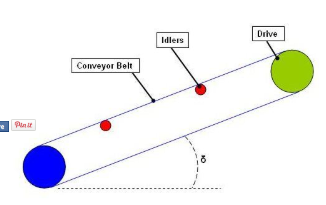 Idlers
Drive
Conveyor Belt
Pin it
δ